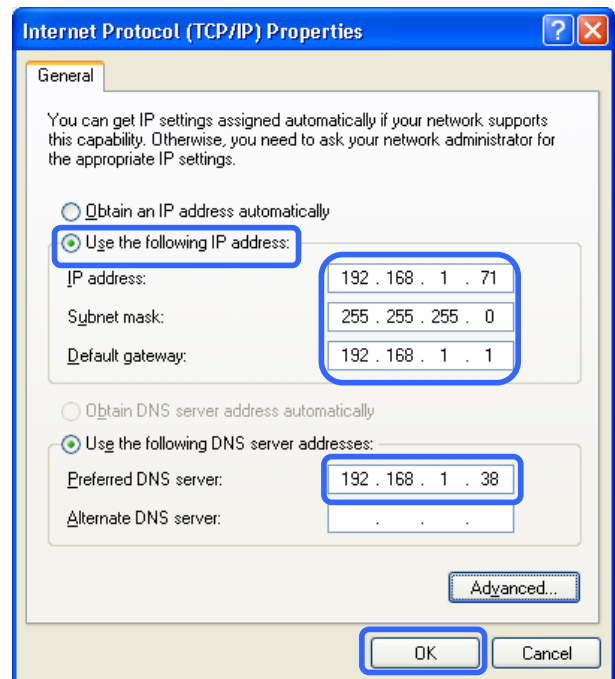 Internet Protocol (TCP/IP) Properties
General
You can get IP settings assigned automatically if your network supports
this capability. Otherwise, you need to ask your network administrator for
the appropriate IP settings.
Obtain an IP address automatically
Use the following IP address:
IP address: 192 . 168 . 1 . 71
Subnet mask: 255 . 255 . 255 . 0
Default gateway: 192 . 168 . 1 . 1
Obtain DNS server address automatically
Use the following DNS server addresses:
Preferred DNS server: 192 . 168 . 1 . 38
Alternate DNS server: . . .
Advanced...
OK Cancel